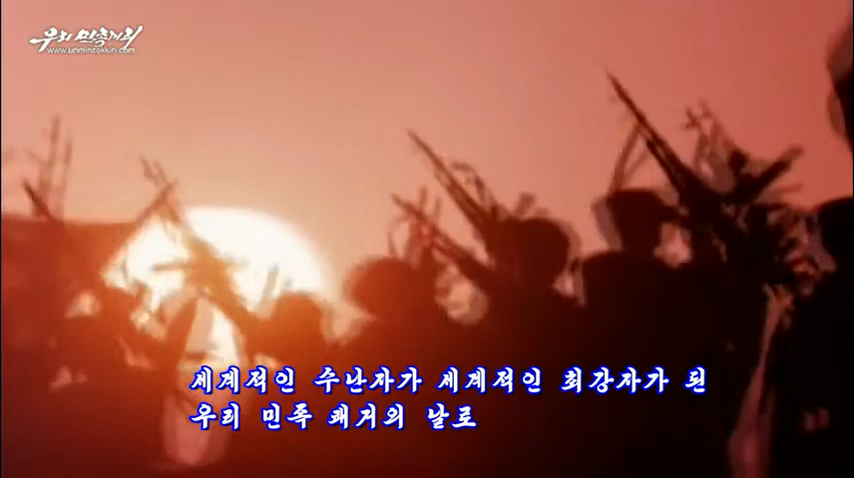 우리 민족끼리
www.uriminzokkiri.com
세계적인 수난자가 세계적인 최강자가 된
우리 민족 쾌거의 날로